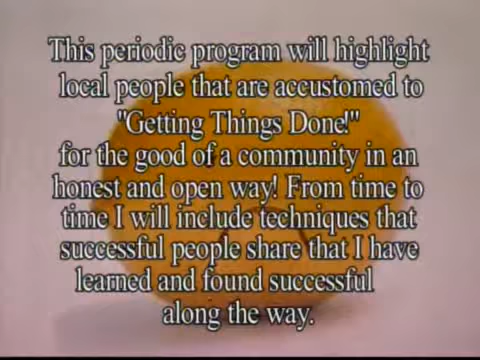 This periodic program will highlight
local people that are accustomed to
"Getting Things Done!"
for the good of a community in an
honest and open way! From time to
time I will include techniques that
successful people share that I have
learned and found successful
along the way.